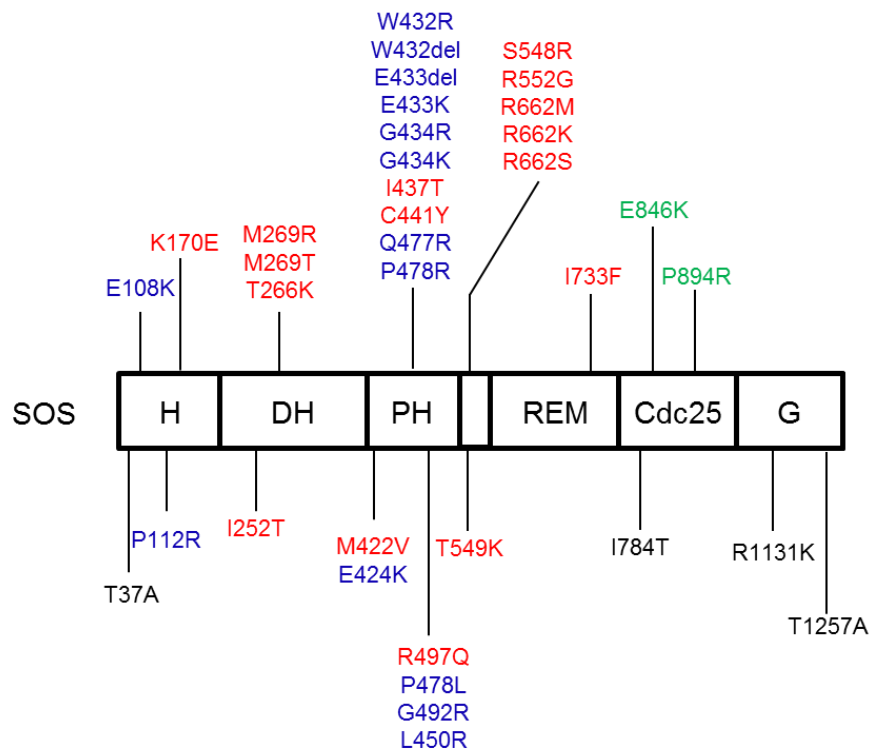 W432R
W432del
E433del
E433K
G434R
G434K
I437T
C441Y
Q477R
P478R
S548R
R552G
R662M
R662K
R662S
E846K
K170E
M269R
M269T
T266K
E108K
I733F
P894R
SOS
H
DH
PH
REM
Cdc25
G
T37A
P112R
I252T
M422V
E424K
T549K
I784T
R1131K
T1257A
R497Q
P478L
G492R
L450R